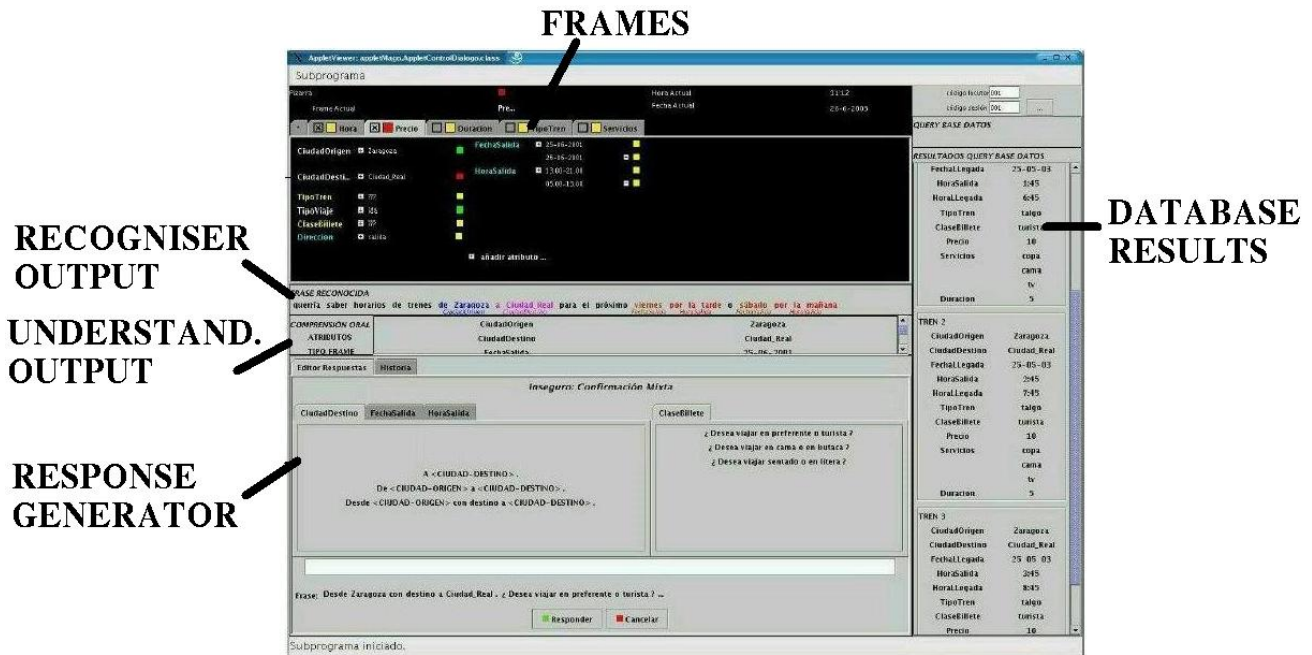 FRAMES
AppletViewer: appletMagn.AppletControlDialogo.class
Subprograma
Pizarra
Hora Actual 11:12
Frame Actual Pre...
Fecha Actual 20-6-2003
Hora Precio Duracion TipoTren Servicios
CiudadOrigen Zaragoza
CiudadDesti... Ciudad_Real
TipoTren ???
TipoViaje
ClaseBillete ???
Direccion salida
FechaSalida 25-06-2001
26-06-2001
HoraSalida 13.00-21.00
05.00-13.00
añadir atributo ...
RECOGNISER
OUTPUT
FRASE RECONOCIDA
querría saber horarios de trenes de Zaragoza a Ciudad_Real para el próximo viernes por la tarde o sábado por la mañana
CiudadOrigen CiudadDestino FechaSalida HoraSalida FechaSalida HoraSalida
UNDERSTAND.
OUTPUT
COMPRENSIÓN ORAL
ATRIBUTOS
TIPO FRAME
CiudadOrigen Zaragoza
CiudadDestino Ciudad_Real
FechaSalida 25-06-2001
Editor Respuestas Historia
Inseguro: Confirmación Mixta
CiudadDestino FechaSalida HoraSalida
ClaseBillete
RESPONSE
GENERATOR
A <CIUDAD-DESTINO> .
De <CIUDAD-ORIGEN> a <CIUDAD-DESTINO> .
Desde <CIUDAD-ORIGEN> con destino a <CIUDAD-DESTINO> .
¿ Desea viajar en preferente o turista ?
¿ Desea viajar en cama o en butaca ?
¿ Desea viajar sentado o en litera ?
Frase: Desde Zaragoza con destino a Ciudad_Real . ¿ Desea viajar en preferente o turista ? ...
Responder Cancelar
Subprograma iniciado.
código locutor 001
código sesión 001
...
QUERY BASE DATOS
RESULTADOS QUERY BASE DATOS
DATABASE
RESULTS
FechaLLegada 25-05-03
HoraSalida 1:45
HoraLLegada 6:45
TipoTren talgo
ClaseBillete turista
Precio 10
Servicios copa
cama
tv
Duracion 5
TREN 2
CiudadOrigen Zaragoza
CiudadDestino Ciudad_Real
FechaLLegada 25-05-03
HoraSalida 2:45
HoraLLegada 7:45
TipoTren talgo
ClaseBillete turista
Precio 10
Servicios copa
cama
tv
Duracion 5
TREN 3
CiudadOrigen Zaragoza
CiudadDestino Ciudad_Real
FechaLLegada 25-05-03
HoraSalida 3:45
HoraLLegada 8:45
TipoTren talgo
ClaseBillete turista
Precio 10